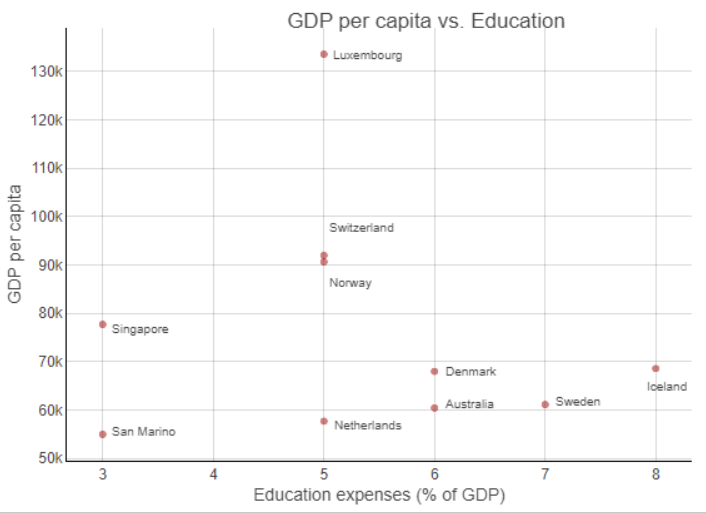 GDP per capita vs. Education
Luxembourg
130k
120k
110k
100k
Switzerland
90k
Norway
80k
Singapore
70k
Denmark
Iceland
60k
Australia
Sweden
Netherlands
San Marino
50k
GDP per capita
3 4 5 6 7 8
Education expenses (% of GDP)